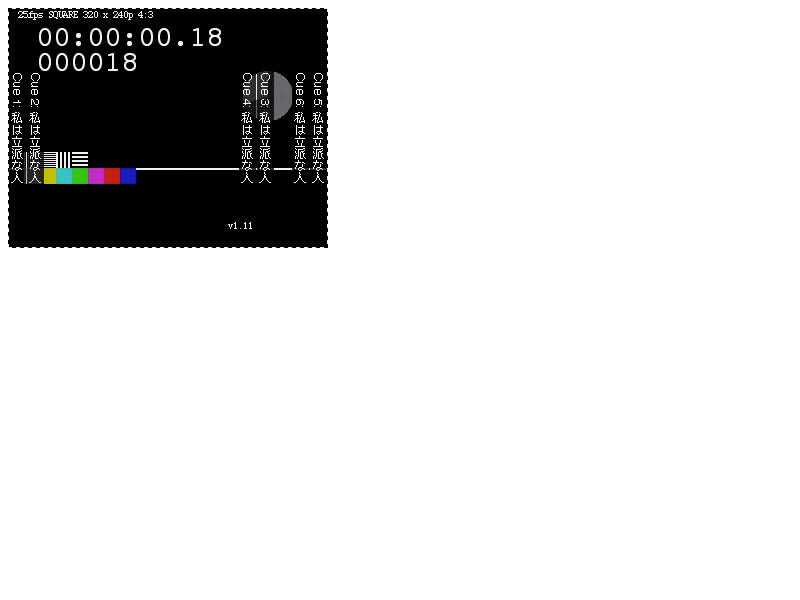 25fps SQUARE 320 x 240p 4:3
00:00:00.18
000018
Cue 1: 私は立派な人
Cue 2: 私は立派な人
Cue 4: 私は立派な人
Cue 3: 私は立派な人
Cue 6: 私は立派な人
Cue 5: 私は立派な人
v1.11